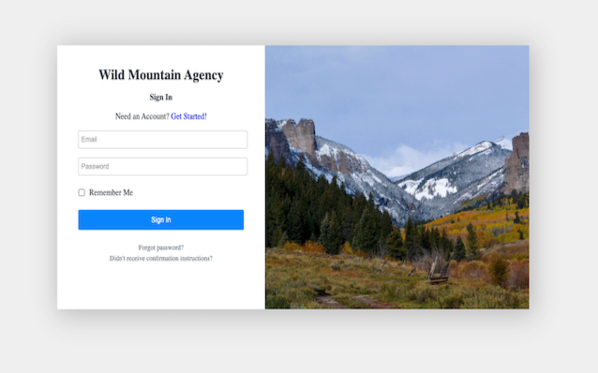 Wild Mountain Agency
Sign In
Need an Account? Get Started!
Email
Password
Remember Me
Sign In
Forgot password?
Didn't receive confirmation instructions?